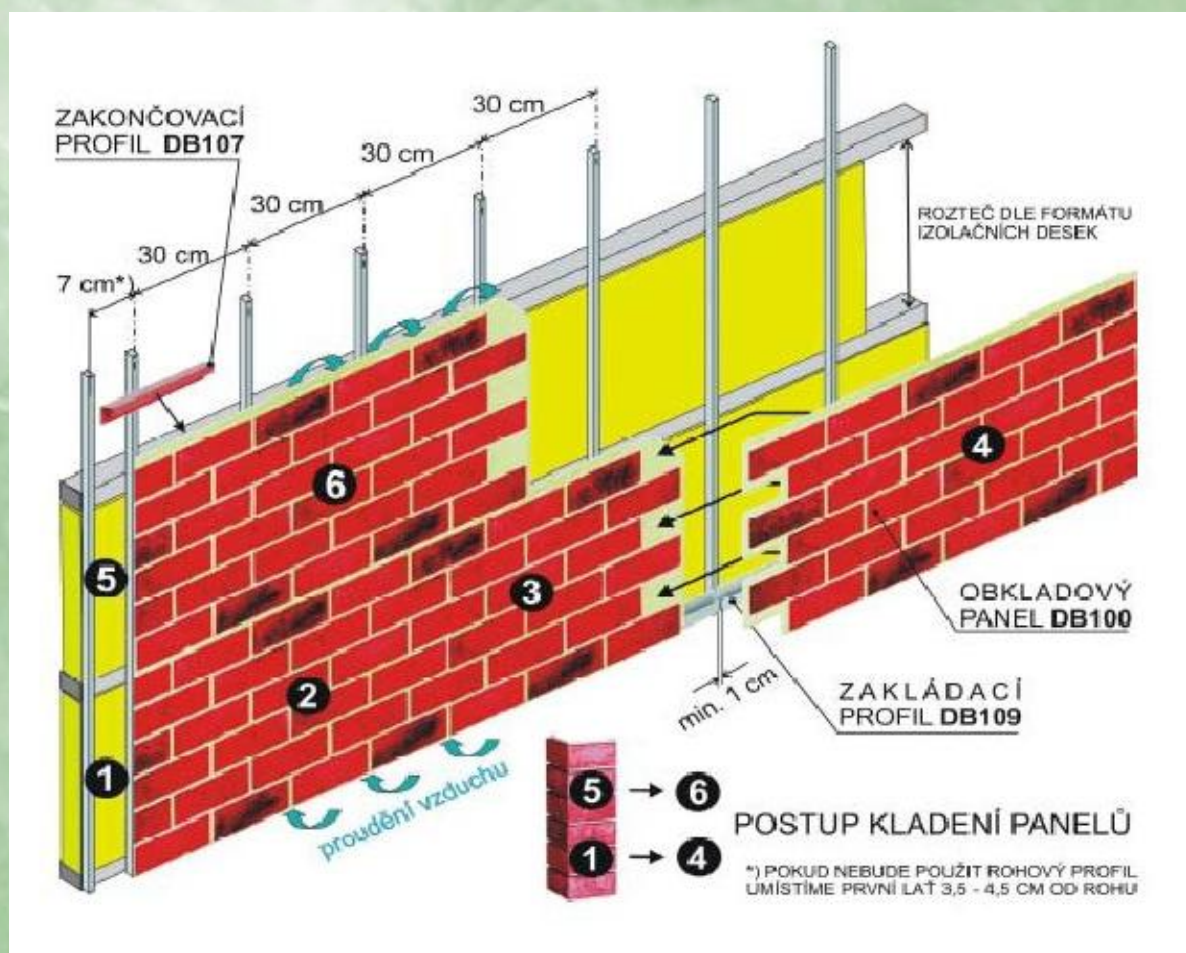 ZAKONČOVACÍ
PROFIL DB107
7 cm*)
30 cm
30 cm
30 cm
30 cm
ROZTEČ DLE FORMÁTU
IZOLAČNÍCH DESEK
6
5
4
3
2
1
OBKLADOVÝ
PANEL DB100
ZAKLÁDACÍ
PROFIL DB109
min. 1 cm
proudění vzduchu
5 → 6
1 → 4
POSTUP KLADENÍ PANELŮ
*) POKUD NEBUDE POUŽIT ROHOVÝ PROFIL
UMÍSTÍME PRVNÍ LAŤ 3,5 - 4,5 CM OD ROHU